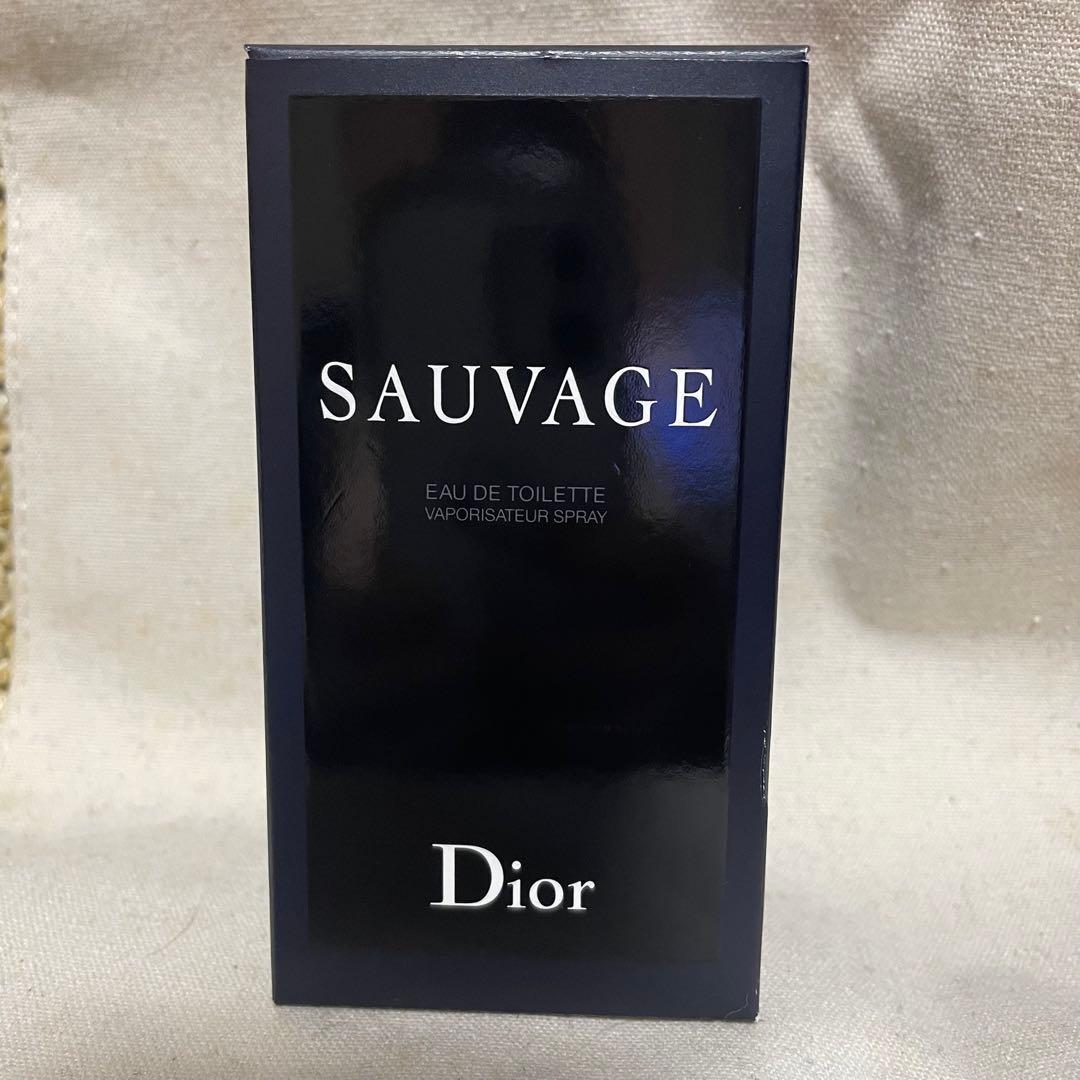 SAUVAGE
EAU DE TOILETTE
VAPORISATEUR SPRAY
Dior